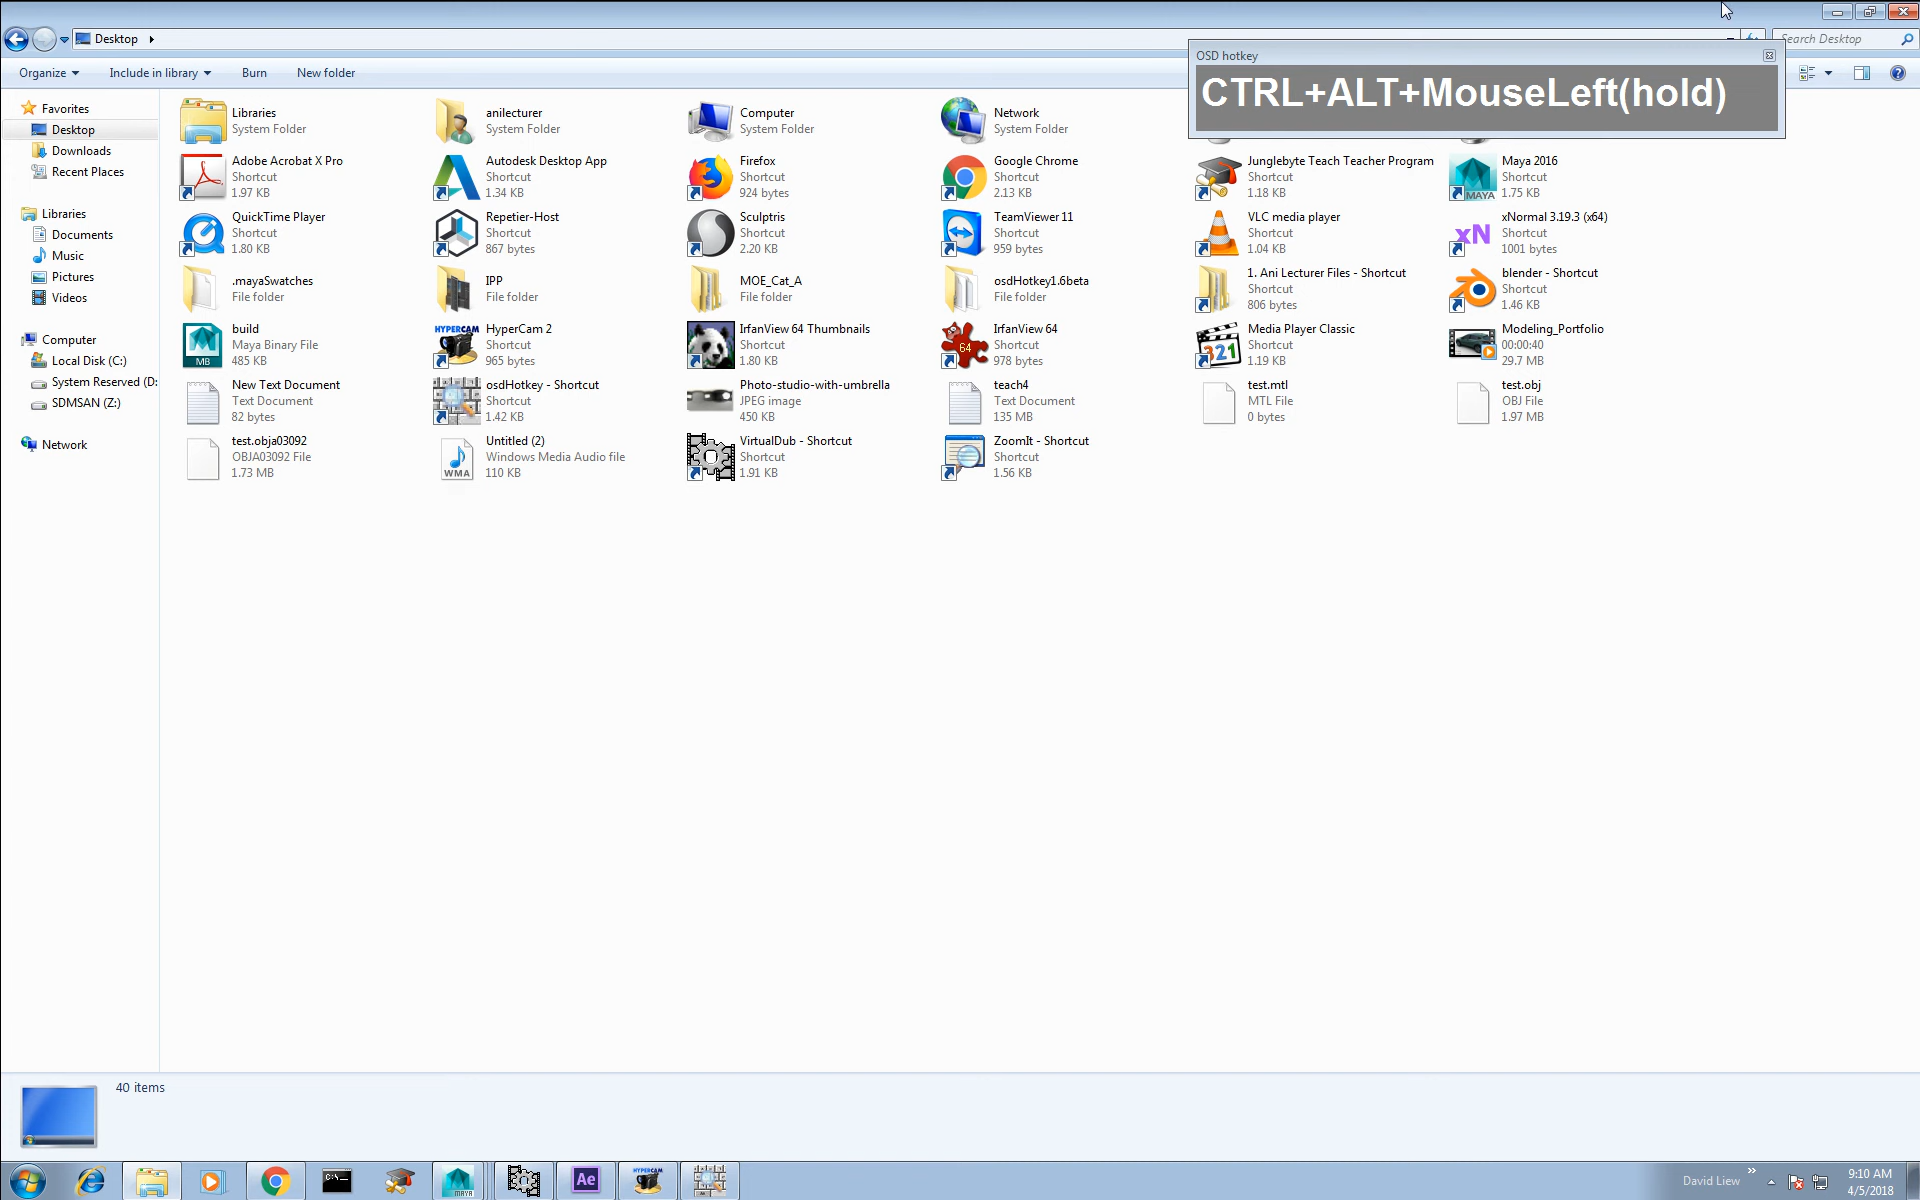 Desktop
Search Desktop
OSD hotkey
CTRL+ALT+MouseLeft(hold)
Organize
Include in library
Burn
New folder
Favorites
Desktop
Downloads
Recent Places
Libraries
Documents
Music
Pictures
Videos
Computer
Local Disk (C:)
System Reserved (D:
SDMSAN (Z:)
Network
Libraries
System Folder
anilecturer
System Folder
Computer
System Folder
Network
System Folder
Adobe Acrobat X Pro
Shortcut
1.97 KB
Autodesk Desktop App
Shortcut
1.34 KB
Firefox
Shortcut
924 bytes
Google Chrome
Shortcut
2.13 KB
Junglebyte Teach Teacher Program
Shortcut
1.18 KB
Maya 2016
Shortcut
1.75 KB
MAYA
QuickTime Player
Shortcut
1.80 KB
Repetier-Host
Shortcut
867 bytes
Sculptris
Shortcut
2.20 KB
TeamViewer 11
Shortcut
959 bytes
VLC media player
Shortcut
1.04 KB
xN
xNormal 3.19.3 (x64)
Shortcut
1001 bytes
.mayaSwatches
File folder
IPP
File folder
MOE_Cat_A
File folder
osdHotkey1.6beta
File folder
1. Ani Lecturer Files - Shortcut
Shortcut
806 bytes
blender - Shortcut
Shortcut
1.46 KB
MB
build
Maya Binary File
485 KB
HYPERCAM
HyperCam 2
Shortcut
965 bytes
IrfanView 64 Thumbnails
Shortcut
1.80 KB
64
IrfanView 64
Shortcut
978 bytes
321
Media Player Classic
Shortcut
1.19 KB
Modeling_Portfolio
00:00:40
29.7 MB
New Text Document
Text Document
82 bytes
osdHotkey - Shortcut
Shortcut
1.42 KB
Photo-studio-with-umbrella
JPEG image
450 KB
teach4
Text Document
135 MB
test.mtl
MTL File
0 bytes
test.obj
OBJ File
1.97 MB
test.obja03092
OBJA03092 File
1.73 MB
WMA
Untitled (2)
Windows Media Audio file
110 KB
VirtualDub - Shortcut
Shortcut
1.91 KB
ZoomIt - Shortcut
Shortcut
1.56 KB
40 items
C:\
MAYA
Ae
HYPERCAM
David Liew
9:10 AM
4/5/2018